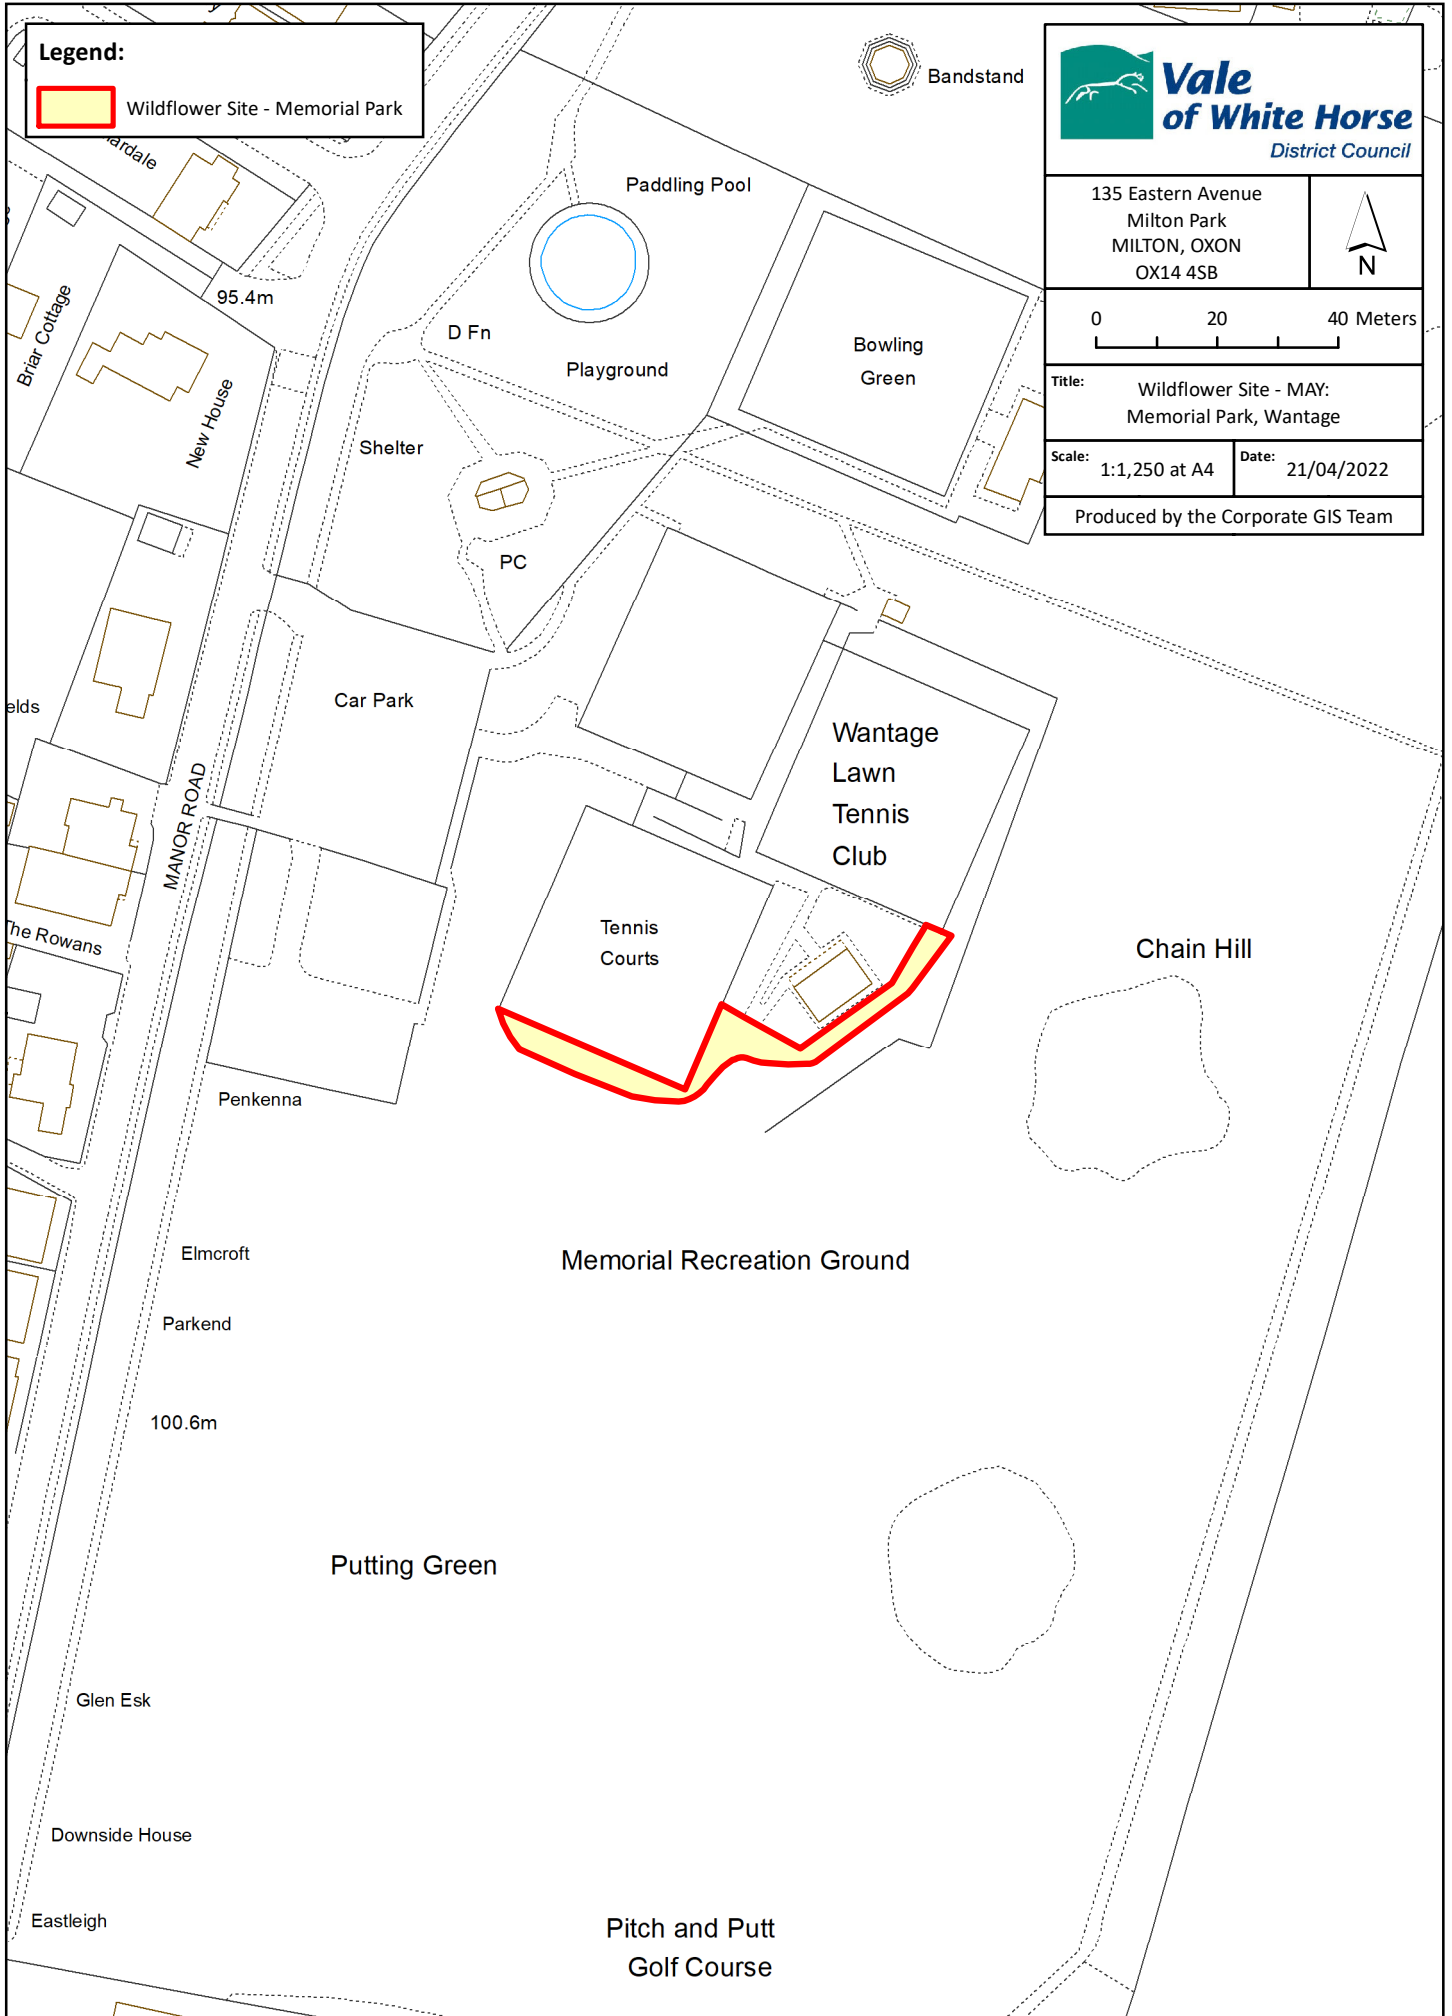 Legend:
Wildflower Site - Memorial Park
Vale
of White Horse
District Council
135 Eastern Avenue
Milton Park
MILTON, OXON
OX14 4SB
N
0 20 40 Meters
Title: Wildflower Site - MAY:
Memorial Park, Wantage
Scale: 1:1,250 at A4
Date: 21/04/2022
Produced by the Corporate GIS Team
Bandstand
Paddling Pool
95.4m
Briar Cottage
New House
D Fn
Playground
Bowling
Green
Shelter
PC
elds
Car Park
MANOR ROAD
Wantage
Lawn
Tennis
Club
The Rowans
Tennis
Courts
Chain Hill
Penkenna
Elmcroft
Memorial Recreation Ground
Parkend
100.6m
Putting Green
Glen Esk
Downside House
Eastleigh
Pitch and Putt
Golf Course